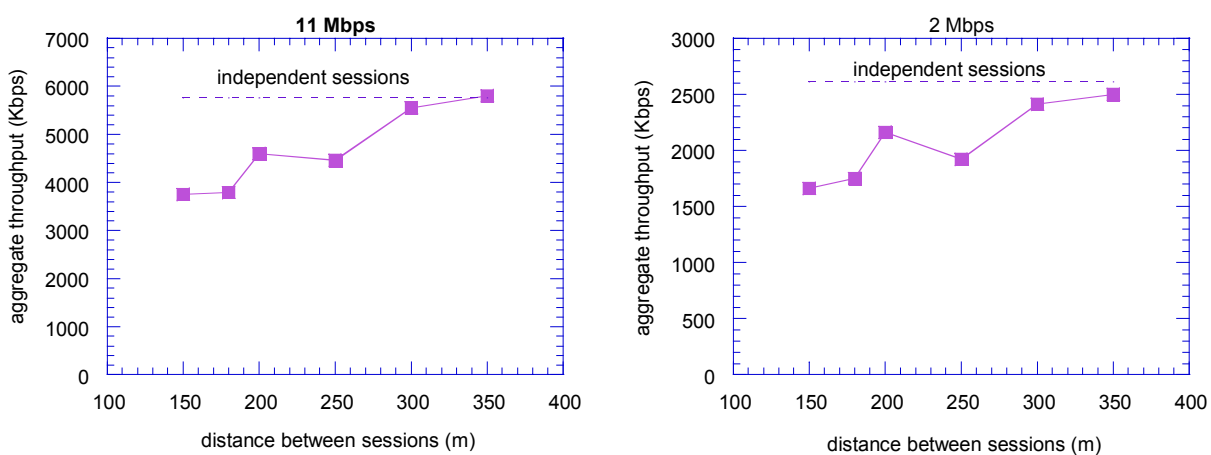 11 Mbps
7000
6000
5000
4000
3000
2000
1000
0
aggregate throughput (Kbps)
independent sessions
100 150 200 250 300 350 400
distance between sessions (m)
2 Mbps
3000
2500
2000
1500
1000
500
0
aggregate throughput (Kbps)
independent sessions
100 150 200 250 300 350 400
distance between sessions (m)